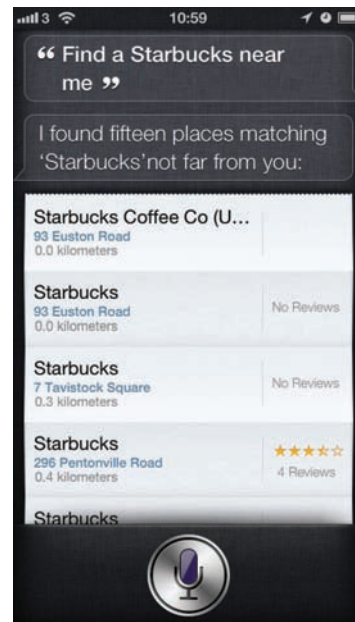 3 10:59
“ Find a Starbucks near
me ”
I found fifteen places matching
‘Starbucks’not far from you:
Starbucks Coffee Co (U...
93 Euston Road
0.0 kilometers
Starbucks
93 Euston Road
0.0 kilometers
No Reviews
Starbucks
7 Tavistock Square
0.3 kilometers
No Reviews
Starbucks
296 Pentonville Road
0.4 kilometers
4 Reviews
Starbucks